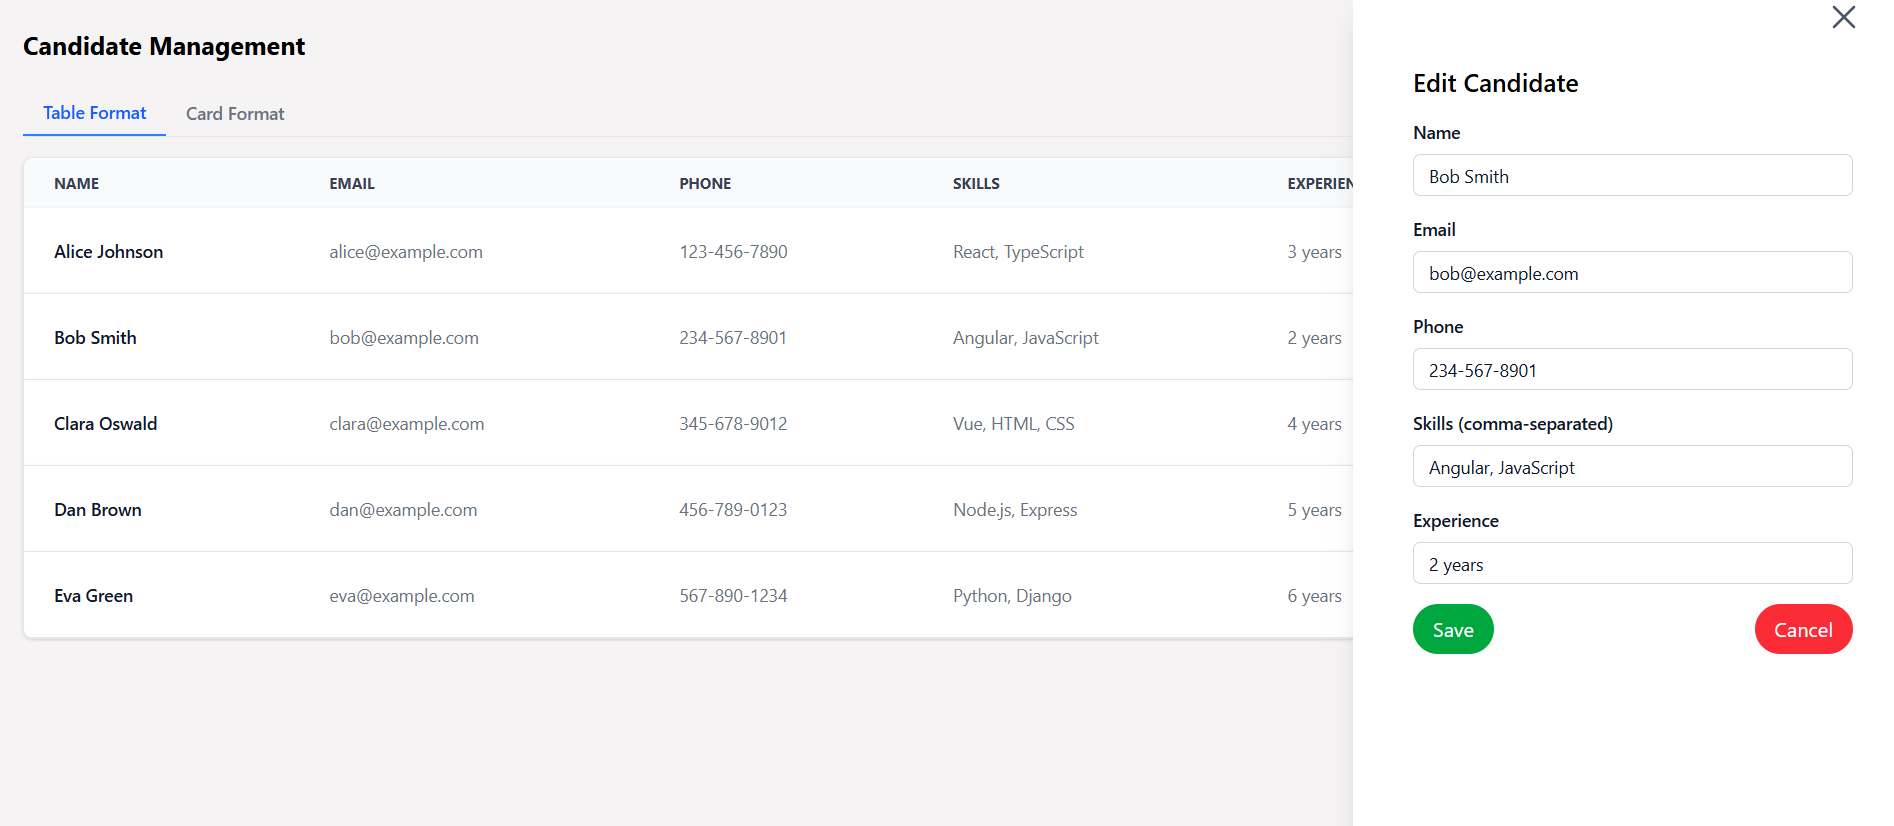 Candidate Management
Table Format Card Format
NAME EMAIL PHONE SKILLS EXPERIEN
Alice Johnson alice@example.com 123-456-7890 React, TypeScript 3 years
Bob Smith bob@example.com 234-567-8901 Angular, JavaScript 2 years
Clara Oswald clara@example.com 345-678-9012 Vue, HTML, CSS 4 years
Dan Brown dan@example.com 456-789-0123 Node.js, Express 5 years
Eva Green eva@example.com 567-890-1234 Python, Django 6 years
Edit Candidate
Name
Bob Smith
Email
bob@example.com
Phone
234-567-8901
Skills (comma-separated)
Angular, JavaScript
Experience
2 years
Save Cancel